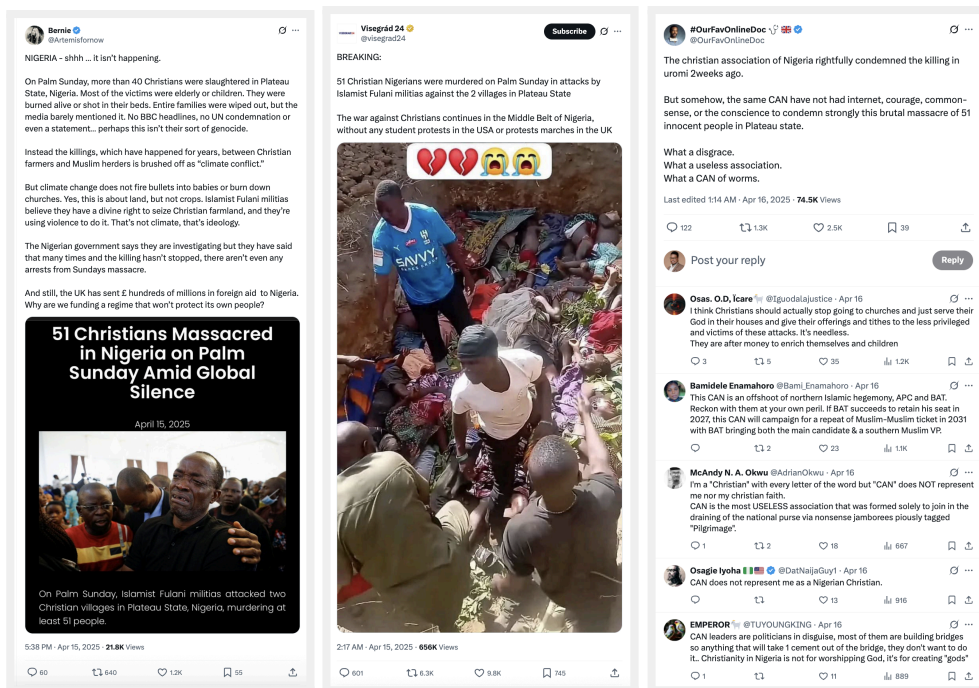 Bernie
@Artemisfornow
NIGERIA - shhh ... it isn't happening.
On Palm Sunday, more than 40 Christians were slaughtered in Plateau
State, Nigeria. Most of the victims were elderly or children. They were
burned alive or shot in their beds. Entire families were wiped out, but the
media barely mentioned it. No BBC headlines, no UN condemnation or
even a statement... perhaps this isn't their sort of genocide.
Instead the killings, which have happened for years, between Christian
farmers and Muslim herders is brushed off as "climate conflict."
But climate change does not fire bullets into babies or burn down
churches. Yes, this is about land, but not crops. Islamist Fulani militias
believe they have a divine right to seize Christian farmland, and they're
using violence to do it. That's not climate, that's ideology.
The Nigerian government says they are investigating but they have said
that many times and the killing hasn't stopped, there aren't even any
arrests from Sundays massacre.
And still, the UK has sent £ hundreds of millions in foreign aid to Nigeria.
Why are we funding a regime that won't protect its own people?
51 Christians Massacred
in Nigeria on Palm
Sunday Amid Global
Silence
April 15, 2025
On Palm Sunday, Islamist Fulani militias attacked two
Christian villages in Plateau State, Nigeria, murdering at
least 51 people.
5:38 PM · Apr 15, 2025 · 21.8K Views
60 640 1.2K 55
Visegrád 24
@visegrad24
Subscribe
BREAKING:
51 Christian Nigerians were murdered on Palm Sunday in attacks by
Islamist Fulani militias against the 2 villages in Plateau State
The war against Christians continues in the Middle Belt of Nigeria,
without any student protests in the USA or protests marches in the UK
SAVVY
GAMES GROUP
2:17 AM · Apr 15, 2025 · 656K Views
601 6.3K 9.8K 745
#OurFavOnlineDoc
@OurFavOnlineDoc
The christian association of Nigeria rightfully condemned the killing in
uromi 2weeks ago.
But somehow, the same CAN have not had internet, courage, common-
sense, or the conscience to condemn strongly this brutal massacre of 51
innocent people in Plateau state.
What a disgrace.
What a useless association.
What a CAN of worms.
Last edited 1:14 AM · Apr 16, 2025 · 74.5K Views
122 1.3K 2.5K 39
Post your reply
Reply
Osas. O.D, Ïcare @Iguodalajustice · Apr 16
I think Christians should actually stop going to churches and just serve their
God in their houses and give their offerings and tithes to the less privileged
and victims of these attacks. It's needless.
They are after money to enrich themselves and children
3 5 35 1.2K
Bamidele Enamahoro @Bami_Enamahoro · Apr 16
This CAN is an offshoot of northern Islamic hegemony, APC and BAT.
Reckon with them at your own peril. If BAT succeeds to retain his seat in
2027, this CAN will campaign for a repeat of Muslim-Muslim ticket in 2031
with BAT bringing both the main candidate & a southern Muslim VP.
2 23 1.1K
McAndy N. A. Okwu @AdrianOkwu · Apr 16
I'm a "Christian" with every letter of the word but "CAN" does NOT represent
me nor my christian faith.
CAN is the most USELESS association that was formed solely to join in the
draining of the national purse via nonsense jamborees piously tagged
"Pilgrimage".
1 2 18 667
Osagie Iyoha @DatNaijaGuy1 · Apr 16
CAN does not represent me as a Nigerian Christian.
13 916
EMPEROR @TUYOUNGKING · Apr 16
CAN leaders are politicians in disguise, most of them are building bridges
so anything that will take 1 cement out of the bridge, they don't want to do
it.. Christianity in Nigeria is not for worshipping God, it's for creating "gods"
1 11 889